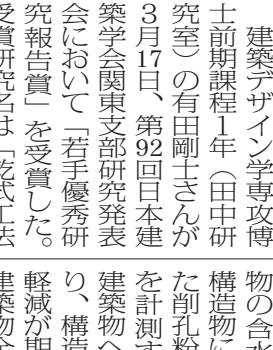 建築デザイン学専攻博
士前期課程1年（田中研
究室）の有田剛士さんが
3月17日、第92回日本建
築学会関東支部研究発表
会において「若手優秀研
究報告賞」を受賞した。
受賞研究名は「乾式工法
物の含水
構造物に
た削孔粉
を計測す
建築物へ
り、構造
軽減が期
建築物全